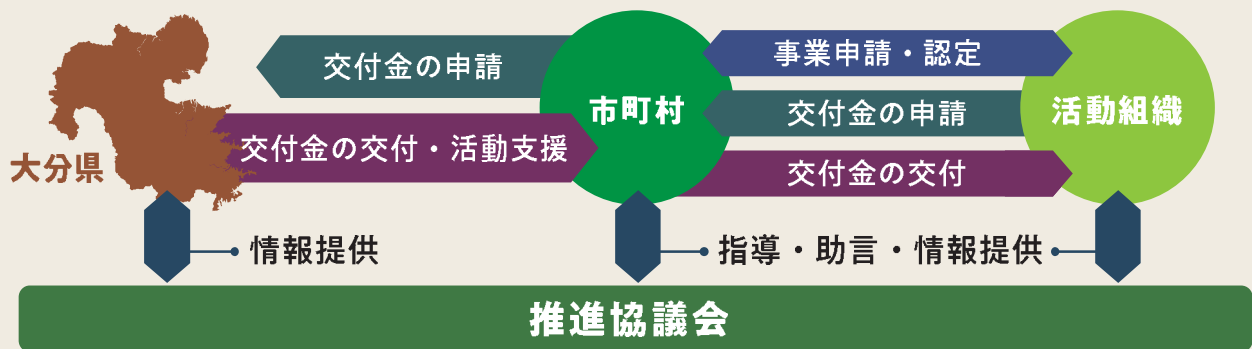 大分県
交付金の申請
交付金の交付・活動支援
市町村
事業申請・認定
交付金の申請
交付金の交付
活動組織
情報提供
指導・助言・情報提供
推進協議会